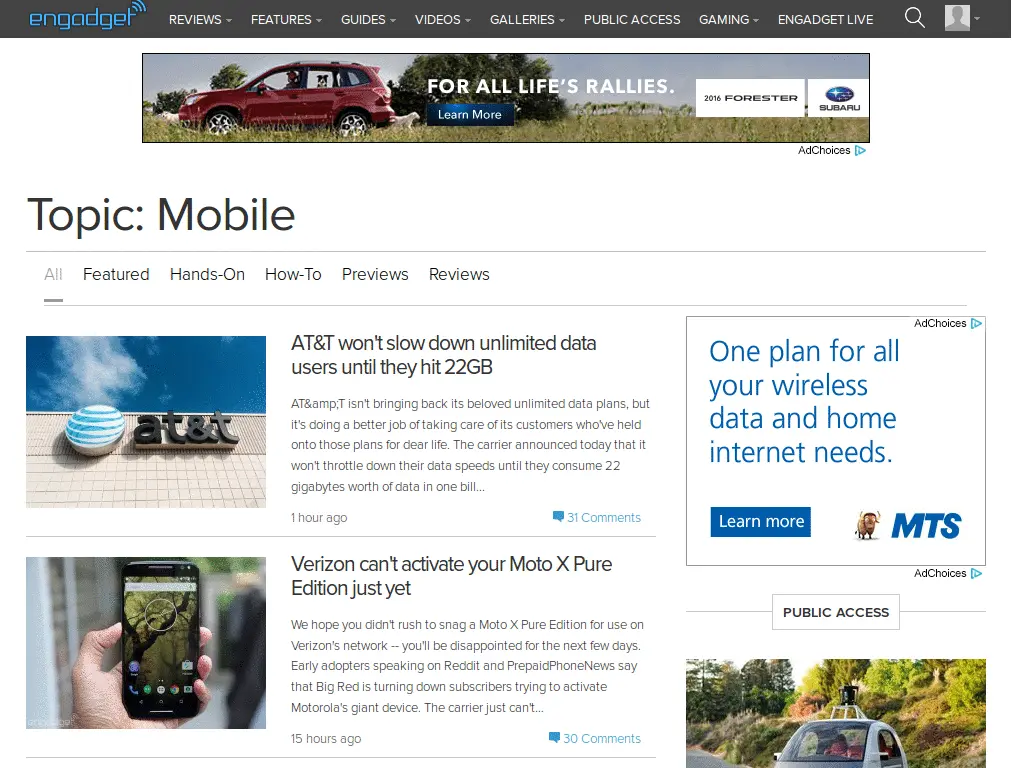 engadget REVIEWS FEATURES GUIDES VIDEOS GALLERIES PUBLIC ACCESS GAMING ENGADGET LIVE
FOR ALL LIFE'S RALLIES.
Learn More
2016 FORESTER
SUBARU
AdChoices
Topic: Mobile
All Featured Hands-On How-To Previews Reviews
at&t
AT&T won't slow down unlimited data
users until they hit 22GB
AT&amp;T isn't bringing back its beloved unlimited data plans, but
it's doing a better job of taking care of its customers who've held
onto those plans for dear life. The carrier announced today that it
won't throttle down their data speeds until they consume 22
gigabytes worth of data in one bill...
1 hour ago 31 Comments
engadget
Verizon can't activate your Moto X Pure
Edition just yet
We hope you didn't rush to snag a Moto X Pure Edition for use on
Verizon's network -- you'll be disappointed for the next few days.
Early adopters speaking on Reddit and PrepaidPhoneNews say
that Big Red is turning down subscribers trying to activate
Motorola's giant device. The carrier just can't...
15 hours ago 30 Comments
AdChoices
One plan for all
your wireless
data and home
internet needs.
Learn more
MTS
AdChoices
PUBLIC ACCESS